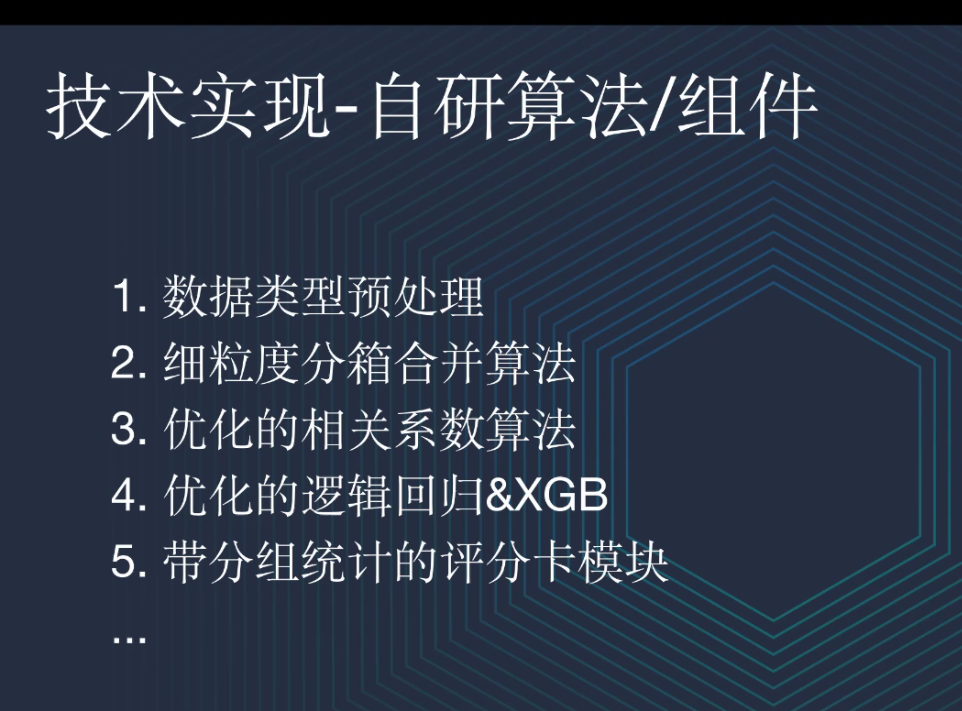 技术实现-自研算法/组件
1. 数据类型预处理
2. 细粒度分箱合并算法
3. 优化的相关系数算法
4. 优化的逻辑回归&XGB
5. 带分组统计的评分卡模块
...